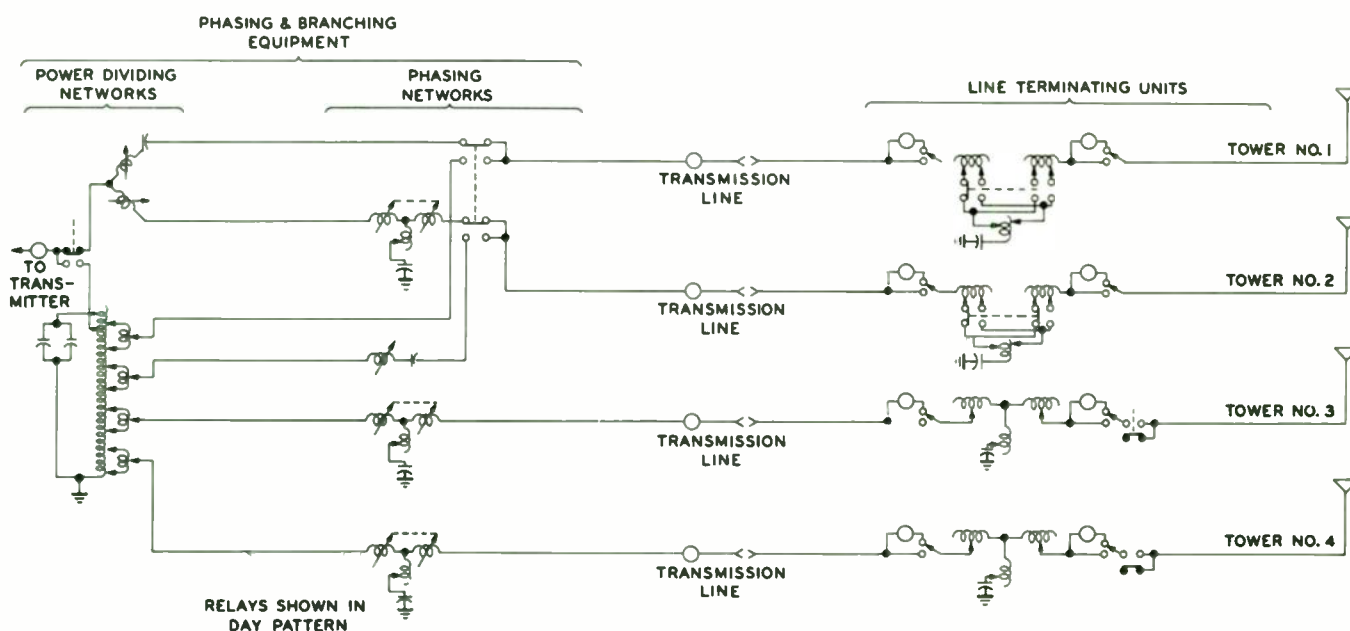 PHASING & BRANCHING
EQUIPMENT
POWER DIVIDING
NETWORKS
PHASING
NETWORKS
LINE TERMINATING UNITS
TOWER NO. 1
TRANSMISSION
LINE
TO
TRANS-
MITTER
TOWER NO. 2
TRANSMISSION
LINE
TOWER NO. 3
TRANSMISSION
LINE
TOWER NO. 4
TRANSMISSION
LINE
RELAYS SHOWN IN
DAY PATTERN